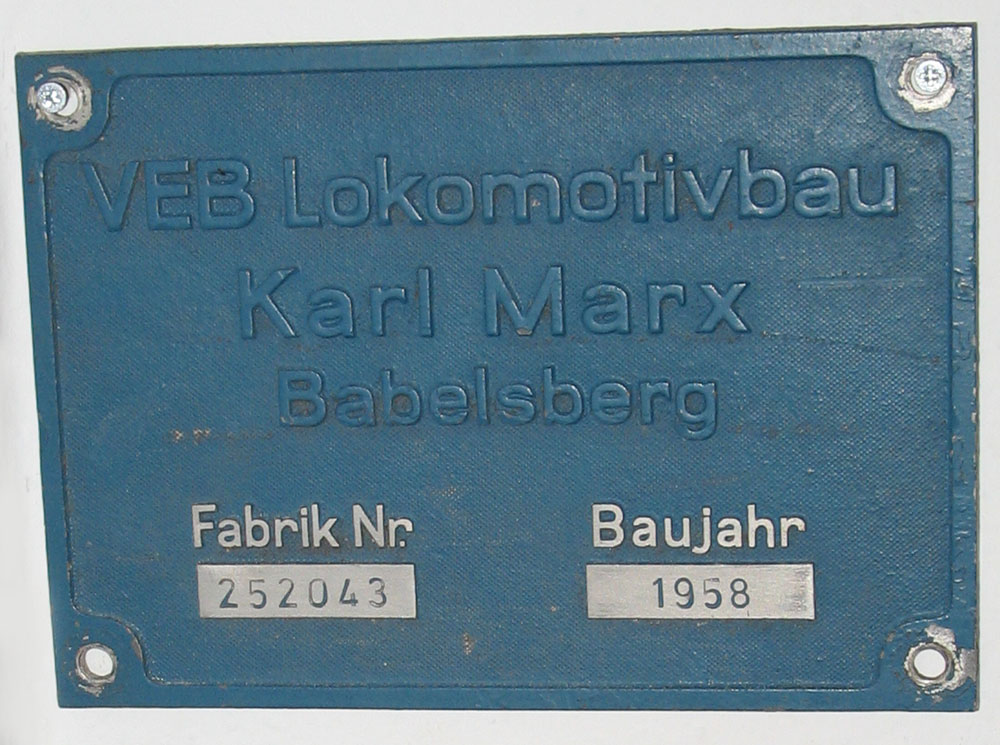 VEB Lokomotivbau
Karl Marx
Babelsberg
Fabrik Nr. Baujahr
252043 1958